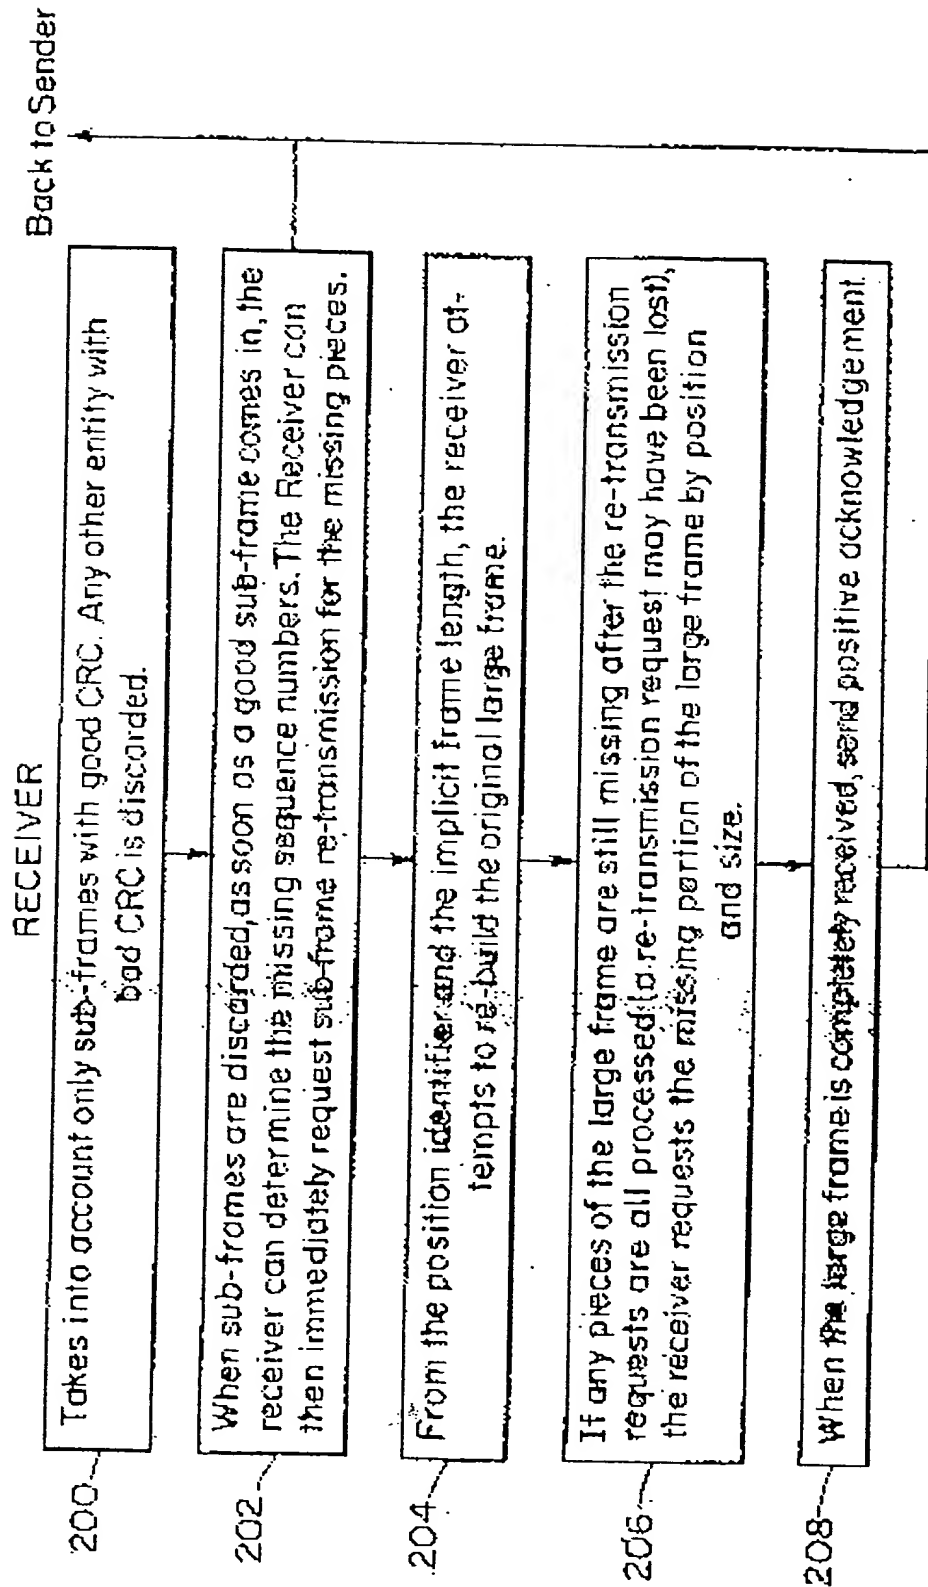 RECEIVER
Back to Sender
200
Takes into account only sub-frames with good CRC. Any other entity with
bad CRC is discarded.
202
When sub-frames are discarded, as soon as a good sub-frame comes in, the
receiver can determine the missing sequence numbers. The Receiver can
then immediately request sub-frame re-transmission for the missing pieces.
204
From the position identifier and the implicit frame length, the receiver at-
tempts to re-build the original large frame.
206
If any pieces of the large frame are still missing after the re-transmission
requests are all processed (a re-transmission request may have been lost),
the receiver requests the missing portion of the large frame by position
and size.
208
When the large frame is completely received, send positive acknowledgement.